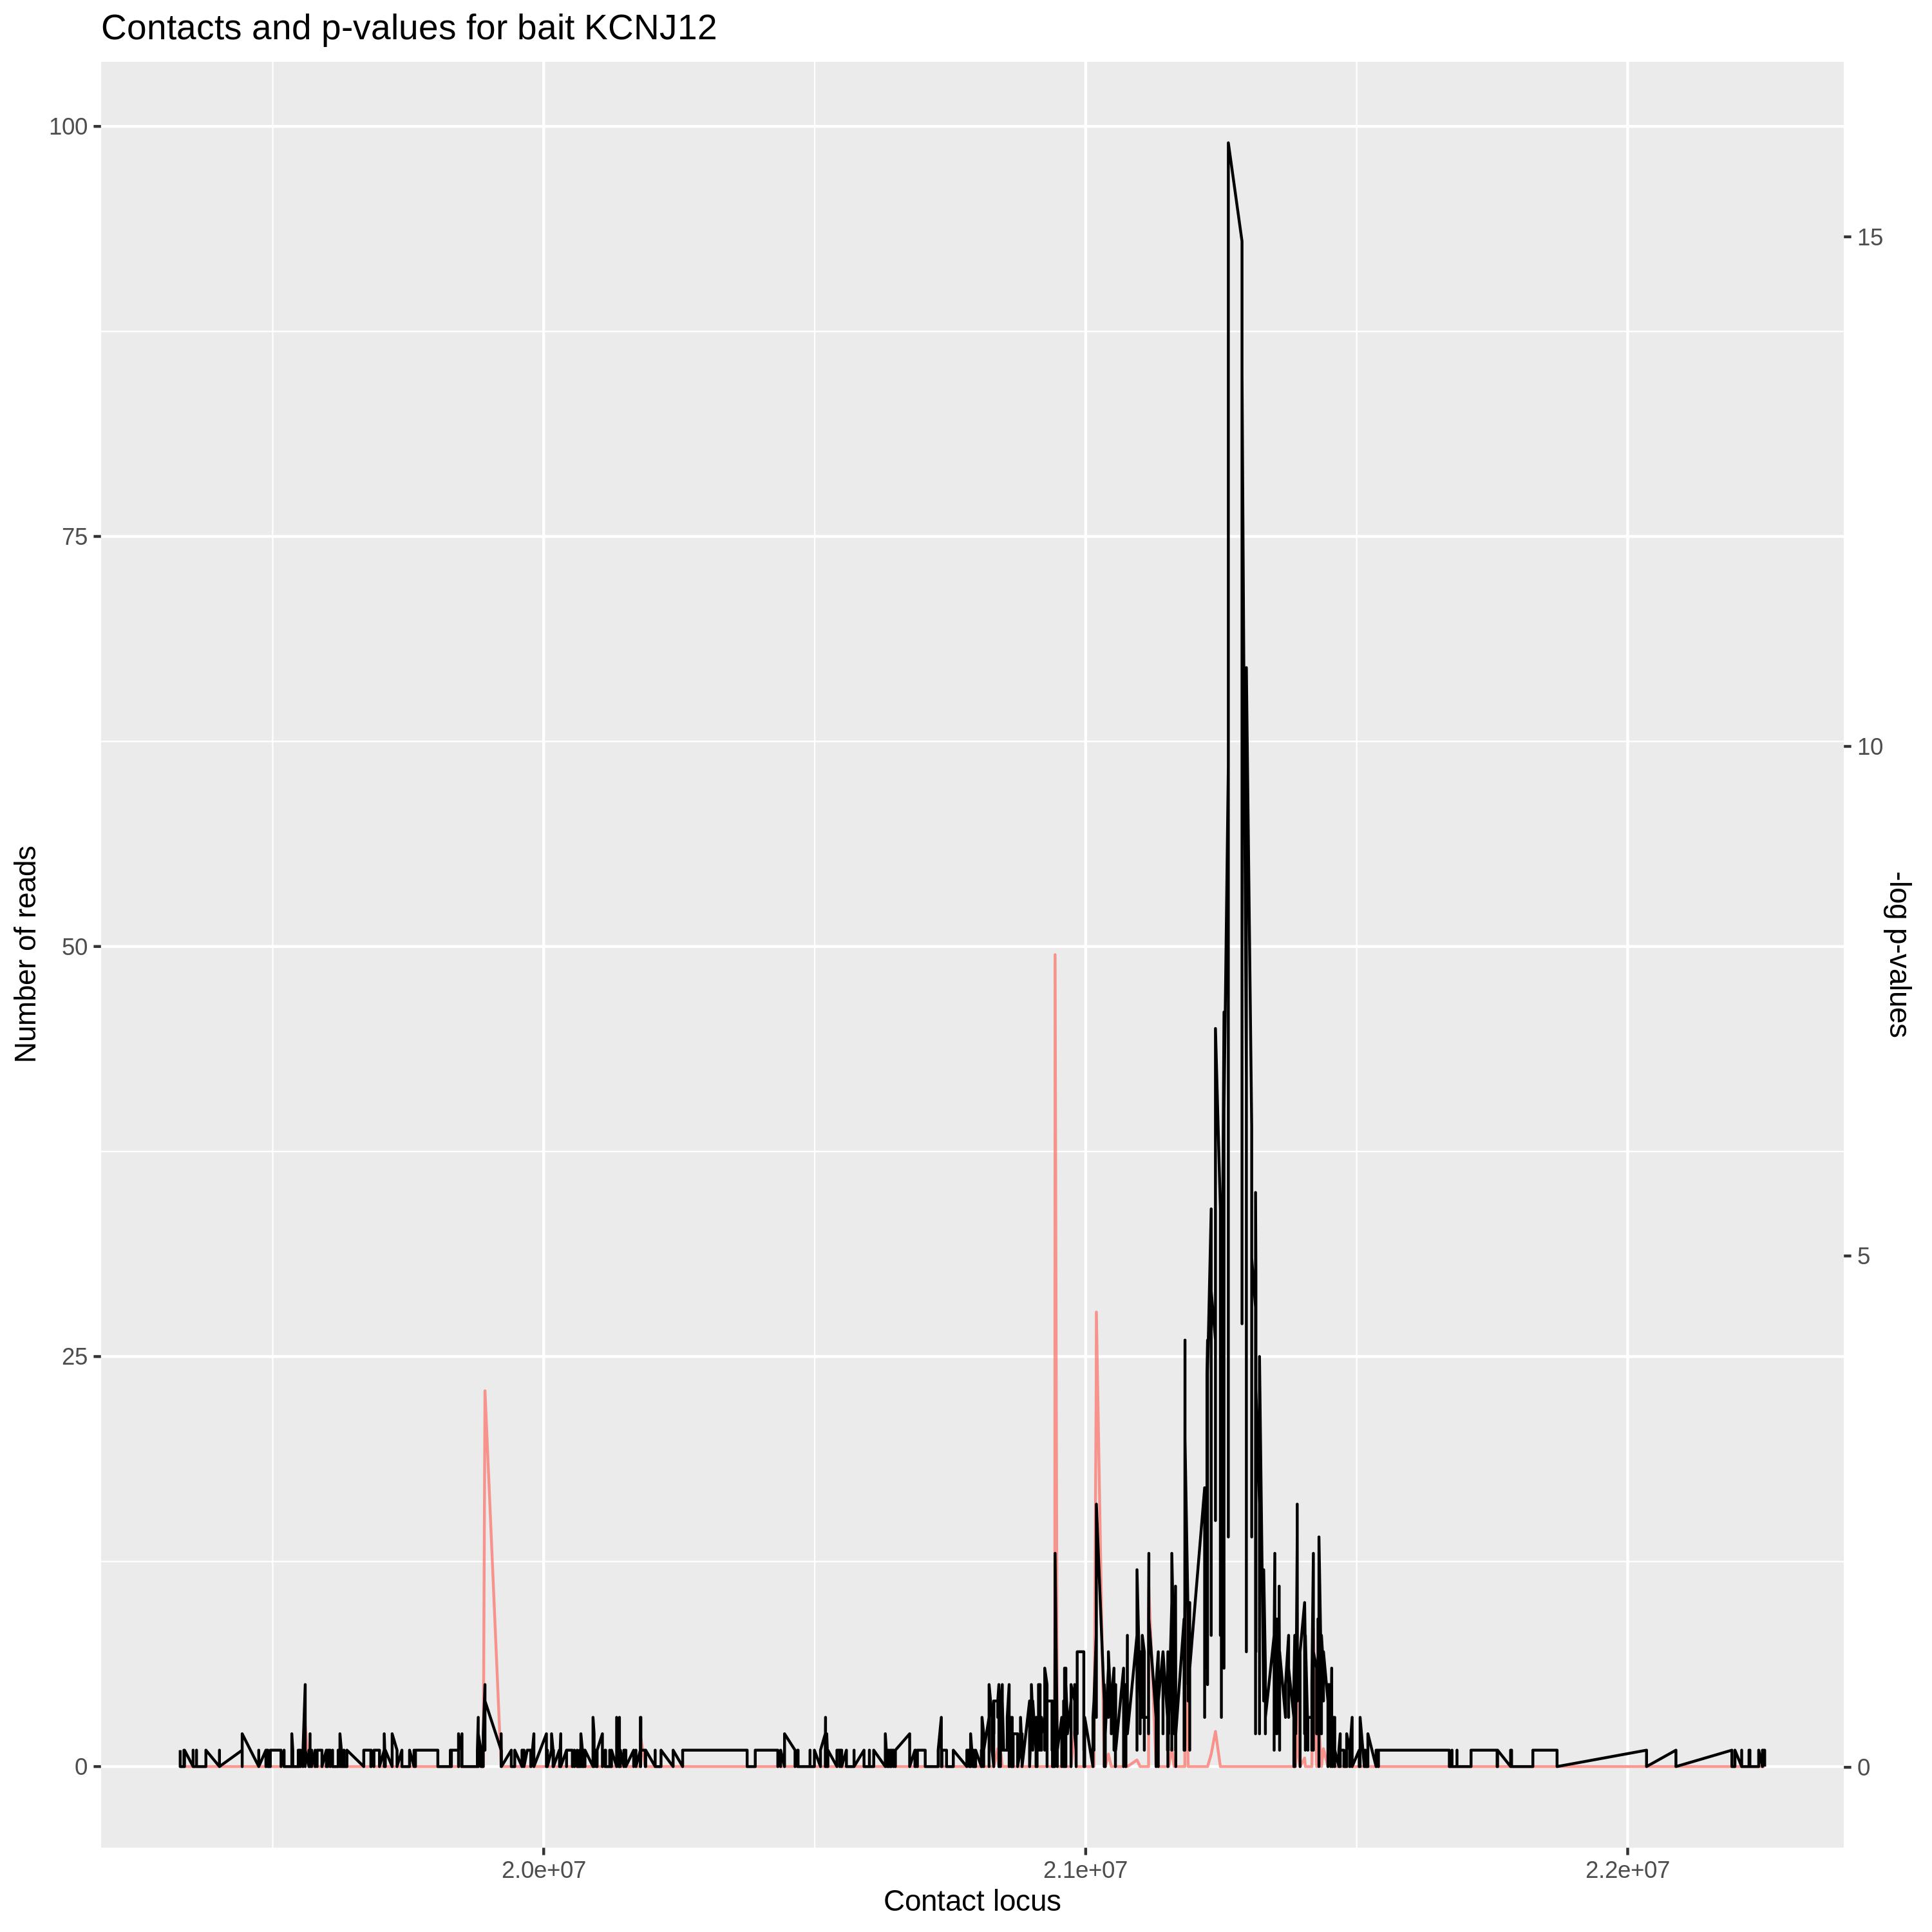 Contacts and p-values for bait KCNJ12
100
75
50
25
0
Number of reads
15
10
5
0
-log p-values
2.0e+07
2.1e+07
2.2e+07
Contact locus